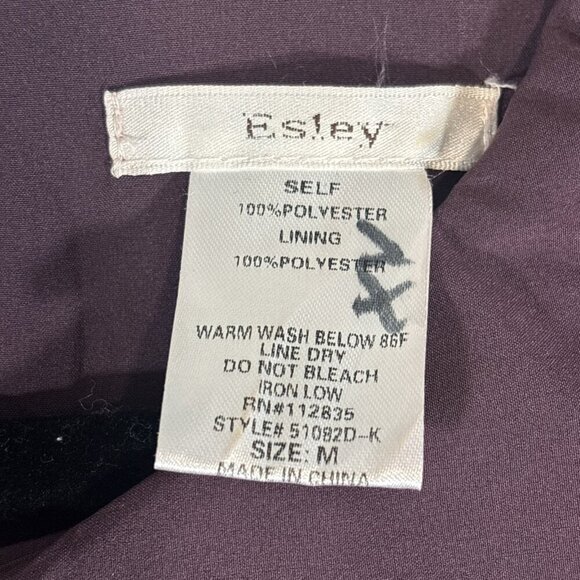 Esley
SELF
100%POLYESTER
LINING
100%POLYESTER
WARM WASH BELOW 86F
LINE DRY
DO NOT BLEACH
IRON LOW
RN#112835
STYLE# 51082D-K
SIZE: M
MADE IN CHINA